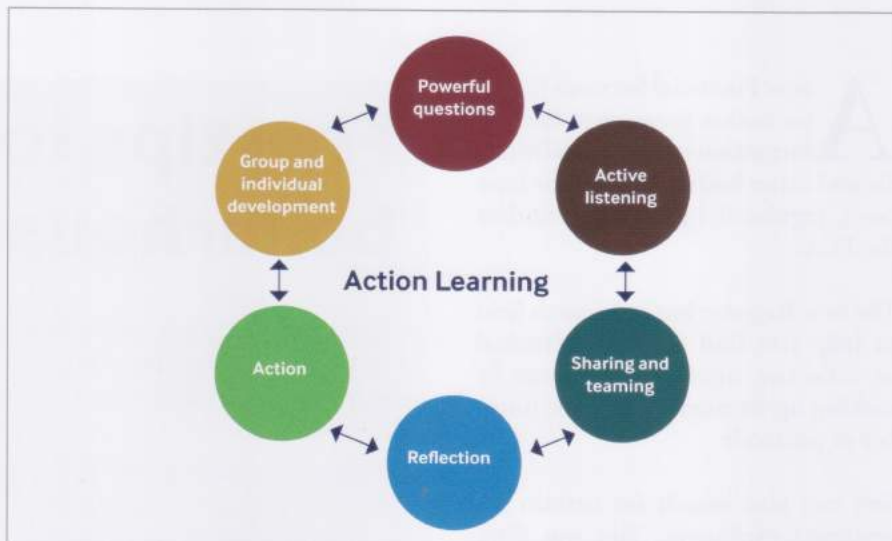 Powerful
questions
Active
listening
Sharing and
teaming
Reflection
Action
Group and
individual
development
Action Learning